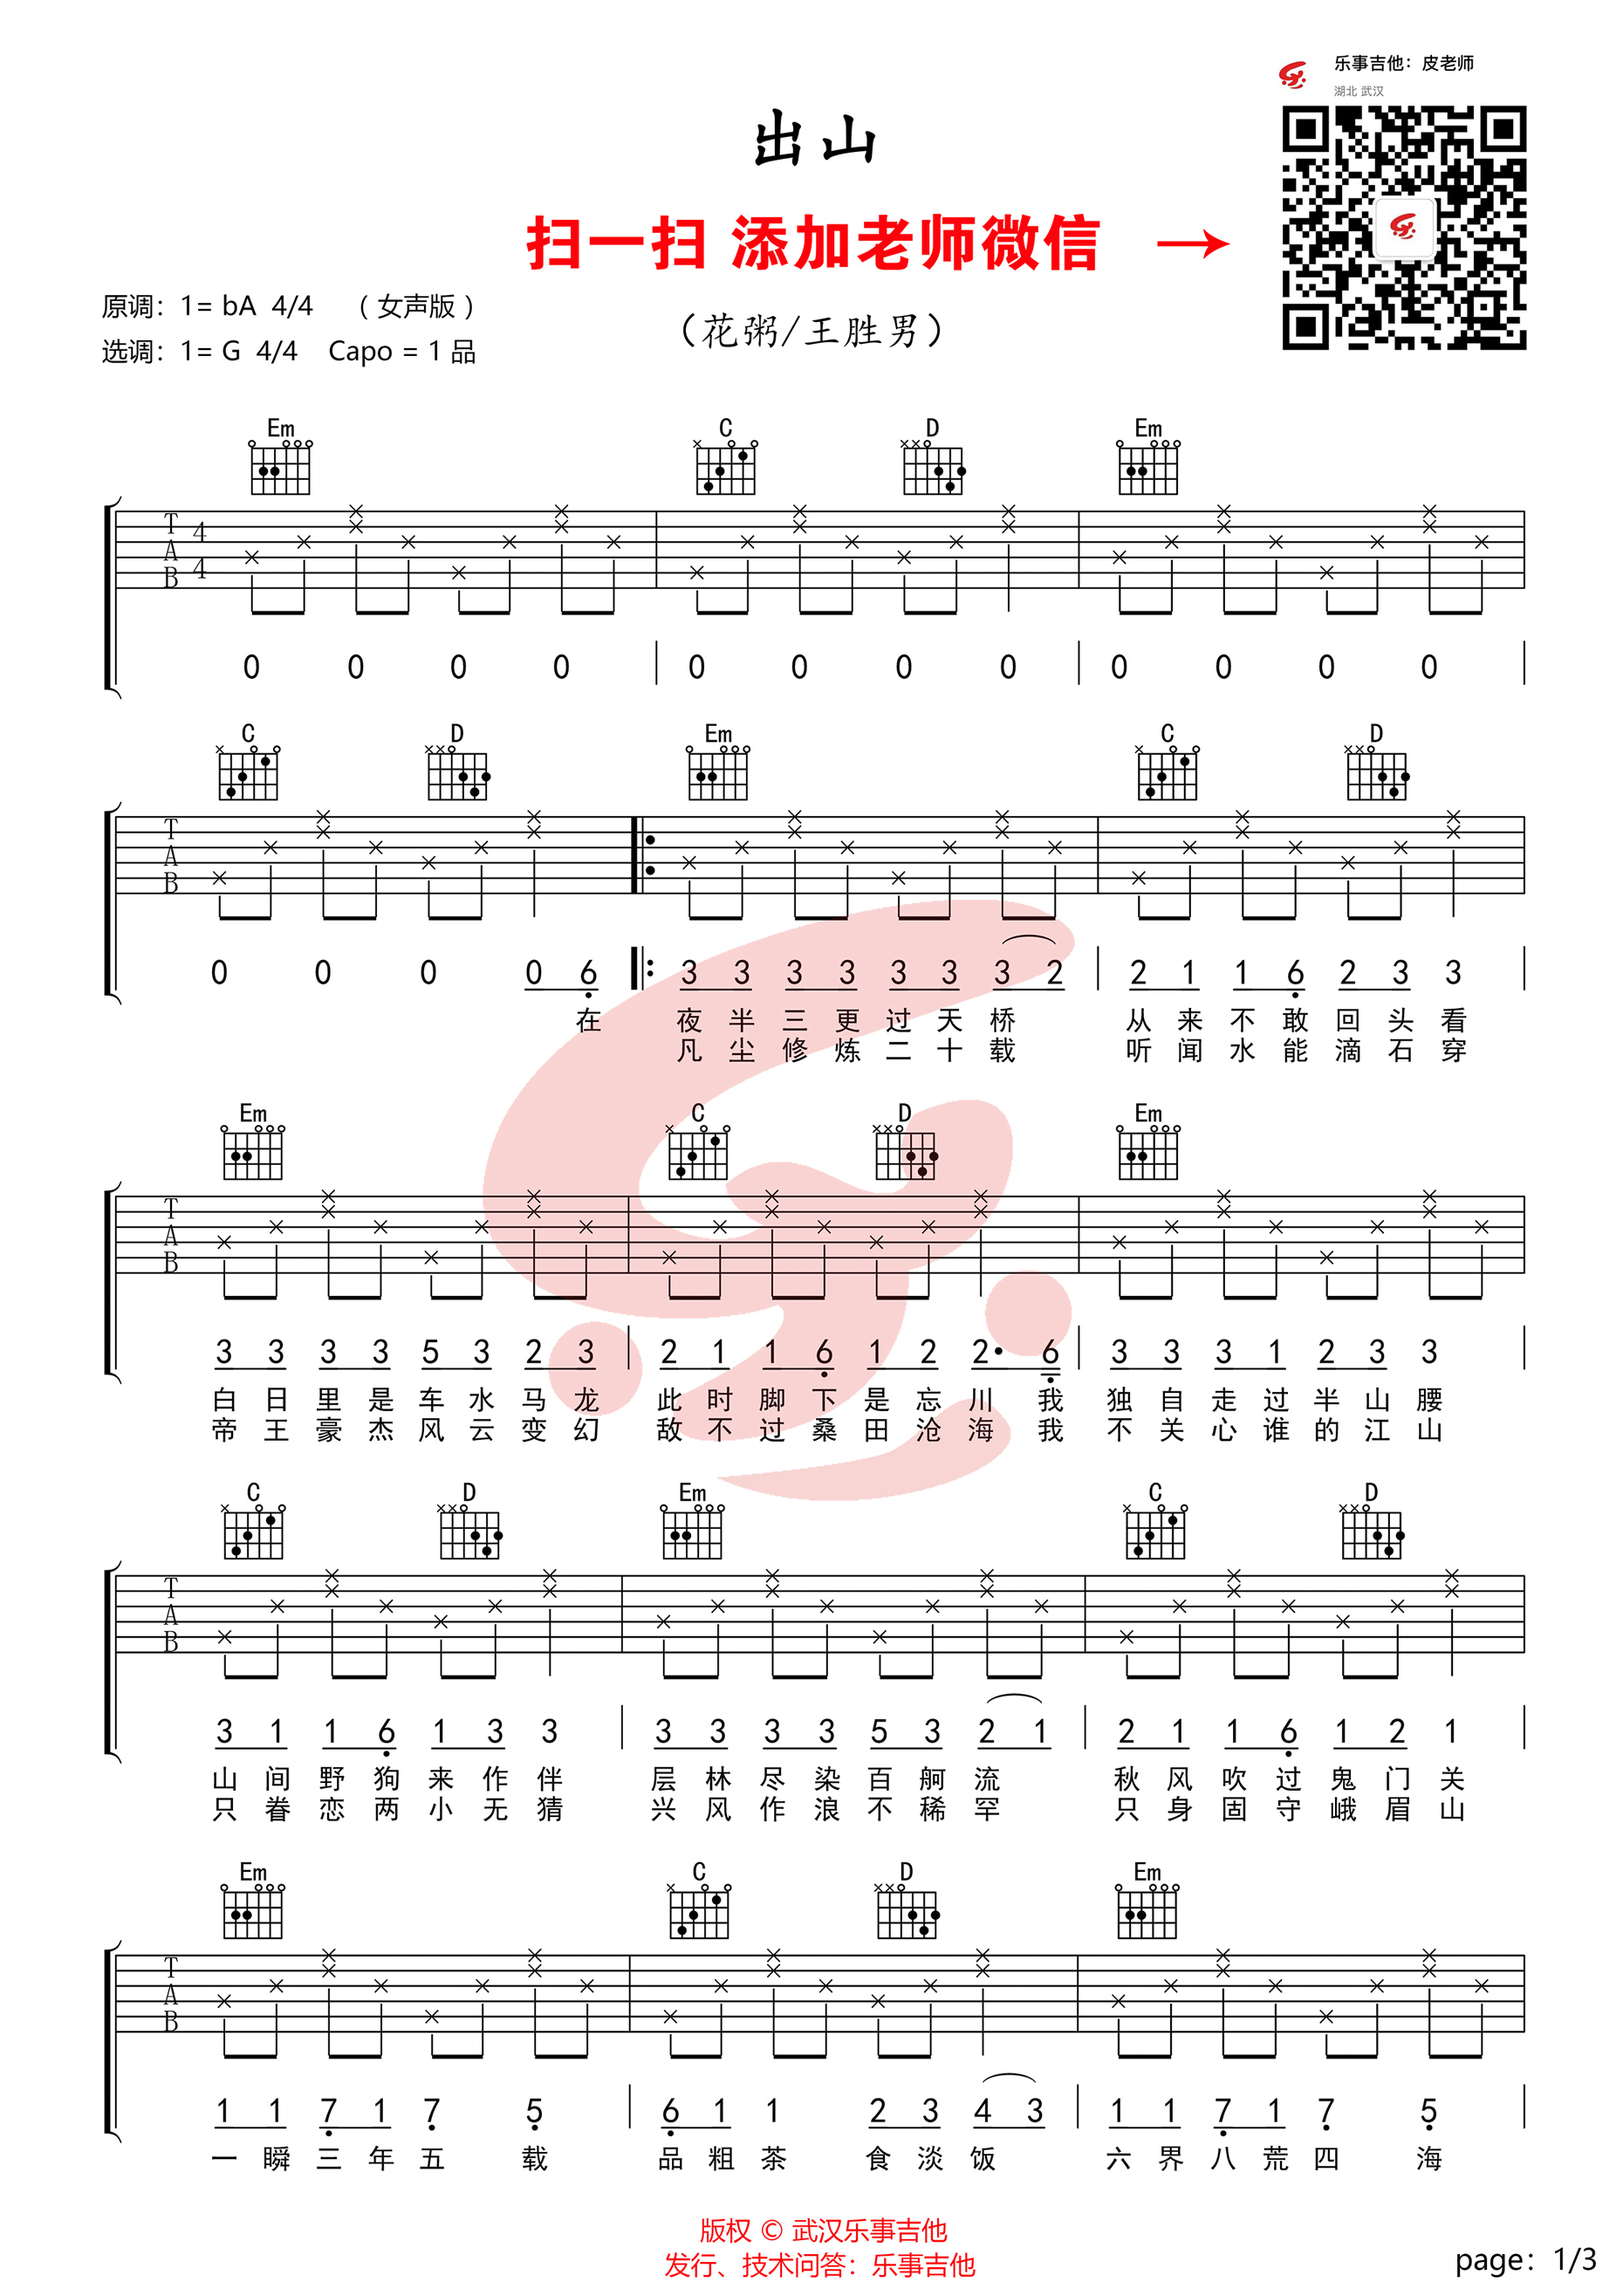 乐事吉他：皮老师
湖北 武汉
出山
扫一扫 添加老师微信 →
原调：1= bA 4/4 （ 女声版 ）
（花粥/王胜男）
选调：1= G 4/4 Capo = 1 品
Em C D Em
T A B 4 4
0 0 0 0 | 0 0 0 0 | 0 0 0 0 |
C D Em C D
T A B
0 0 0 0 6 |: 3 3 3 3 3 3 3 2 | 2 1 1 6 2 3 3 |
在 夜 半 三 更 过 天 桥 从 来 不 敢 回 头 看
凡 尘 修 炼 二 十 载 听 闻 水 能 滴 石 穿
Em C D Em
T A B
3 3 3 3 5 3 2 3 | 2 1 1 6 1 2 2· 6 | 3 3 3 1 2 3 3 |
白 日 里 是 车 水 马 龙 此 时 脚 下 是 忘 川 我 独 自 走 过 半 山 腰
帝 王 豪 杰 风 云 变 幻 敌 不 过 桑 田 沧 海 我 不 关 心 谁 的 江 山
C D Em C D
T A B
3 1 1 6 1 3 3 | 3 3 3 3 5 3 2 1 | 2 1 1 6 1 2 1 |
山 间 野 狗 来 作 伴 层 林 尽 染 百 舸 流 秋 风 吹 过 鬼 门 关
只 眷 恋 两 小 无 猜 兴 风 作 浪 不 稀 罕 只 身 固 守 峨 眉 山
Em C D Em
T A B
1 1 7 1 7 5 | 6 1 1 2 3 4 3 | 1 1 7 1 7 5 |
一 瞬 三 年 五 载 品 粗 茶 食 淡 饭 六 界 八 荒 四 海
版权 © 武汉乐事吉他
发行、技术问答：乐事吉他
page：1/3